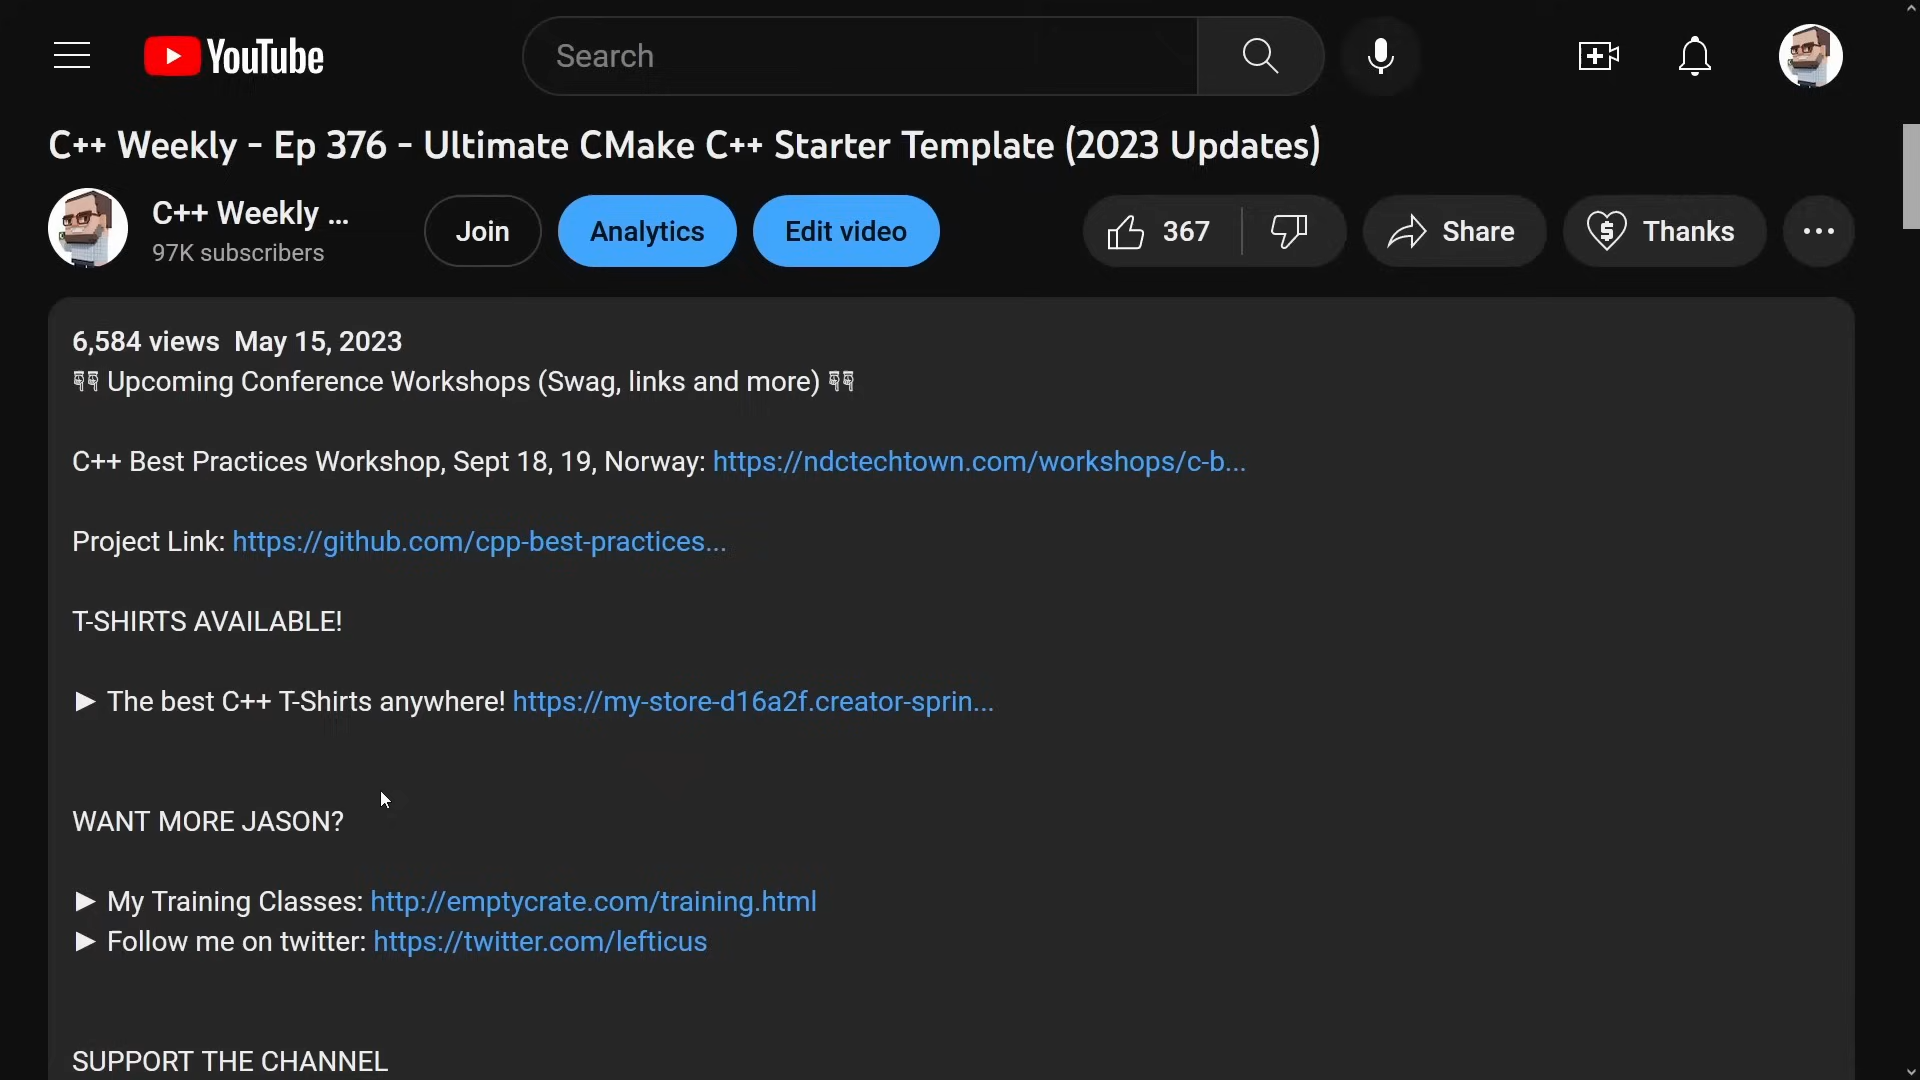 YouTube
Search
C++ Weekly - Ep 376 - Ultimate CMake C++ Starter Template (2023 Updates)
C++ Weekly ...
97K subscribers
Join
Analytics
Edit video
367
Share
Thanks
6,584 views May 15, 2023
☟☟ Upcoming Conference Workshops (Swag, links and more) ☟☟
C++ Best Practices Workshop, Sept 18, 19, Norway: https://ndctechtown.com/workshops/c-b...
Project Link: https://github.com/cpp-best-practices...
T-SHIRTS AVAILABLE!
► The best C++ T-Shirts anywhere! https://my-store-d16a2f.creator-sprin...
WANT MORE JASON?
► My Training Classes: http://emptycrate.com/training.html
► Follow me on twitter: https://twitter.com/lefticus
SUPPORT THE CHANNEL